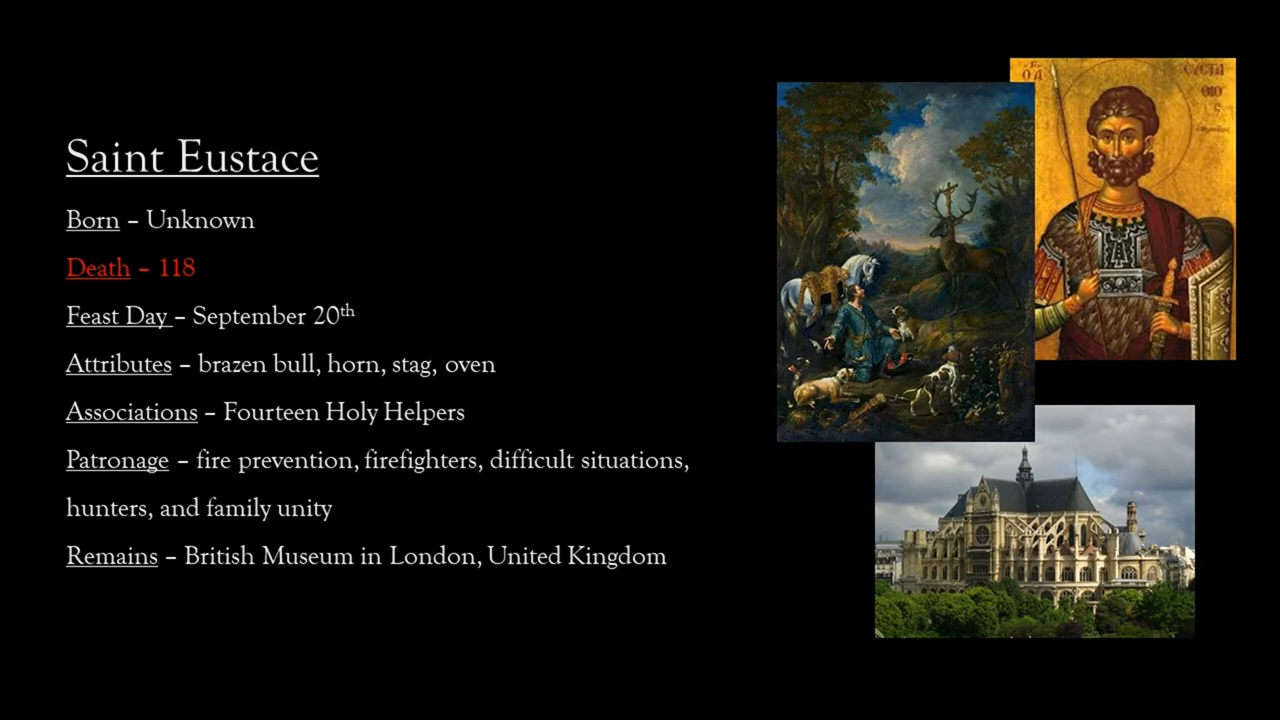 Saint Eustace
Born – Unknown
Death – 118
Feast Day – September 20th
Attributes – brazen bull, horn, stag, oven
Associations – Fourteen Holy Helpers
Patronage – fire prevention, firefighters, difficult situations,
hunters, and family unity
Remains – British Museum in London, United Kingdom